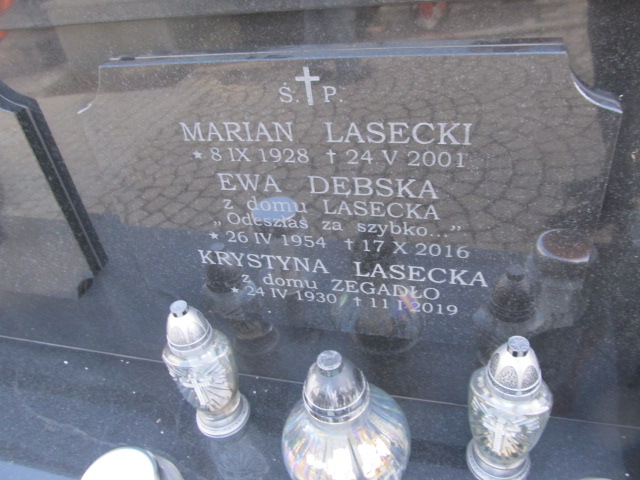 Ś. P.
MARIAN LASECKI
* 8 IX 1928 † 24 V 2001
EWA DĘBSKA
z domu LASECKA
„Odeszłaś za szybko..."
* 26 IV 1954 † 17 X 2016
KRYSTYNA LASECKA
z domu ZEGADŁO
* 24 IV 1930 † 11 I 2019